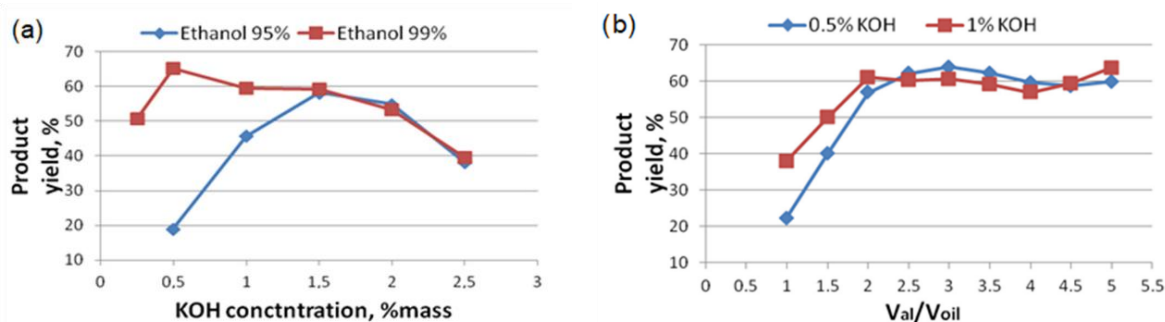 (a)
Ethanol 95% Ethanol 99%
70
60
50
40
30
20
10
Product yield, %
0 0.5 1 1.5 2 2.5 3
KOH conctntration, %mass
(b)
0.5% KOH 1% KOH
70
60
50
40
30
20
10
Product yield, %
0 0.5 1 1.5 2 2.5 3 3.5 4 4.5 5 5.5
Val/Voil